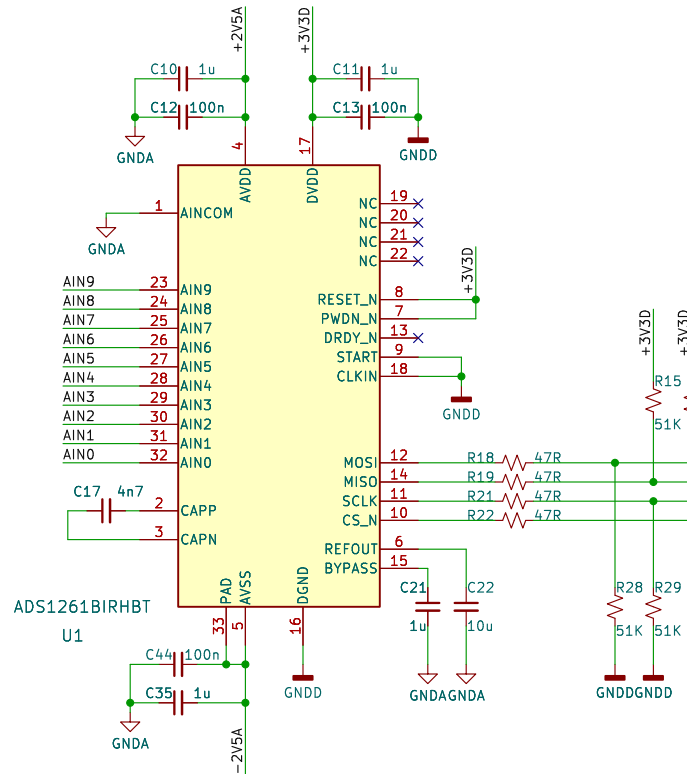 +2V5A
+3V3D
C10 1u
C11 1u
C12 100n
C13 100n
GNDA
GNDD
4
17
AVDD
DVDD
1 AINCOM
GNDA
NC 19
NC 20
NC 21
NC 22
+3V3D
AIN9 23 AIN9
AIN8 24 AIN8
AIN7 25 AIN7
AIN6 26 AIN6
AIN5 27 AIN5
AIN4 28 AIN4
AIN3 29 AIN3
AIN2 30 AIN2
AIN1 31 AIN1
AIN0 32 AIN0
RESET_N 8
PWDN_N 7
DRDY_N 13
START 9
CLKIN 18
GNDD
+3V3D
+3V3D
R15
51K
MOSI 12 R18 47R
MISO 14 R19 47R
SCLK 11 R21 47R
CS_N 10 R22 47R
C17 4n7
2 CAPP
3 CAPN
REFOUT 6
BYPASS 15
PAD
AVSS
DGND
33
5
16
C21
1u
C22
10u
R28
51K
R29
51K
ADS1261BIRHBT
U1
C44 100n
C35 1u
GNDD
GNDA
GNDA
GNDD
GNDD
GNDA
-2V5A